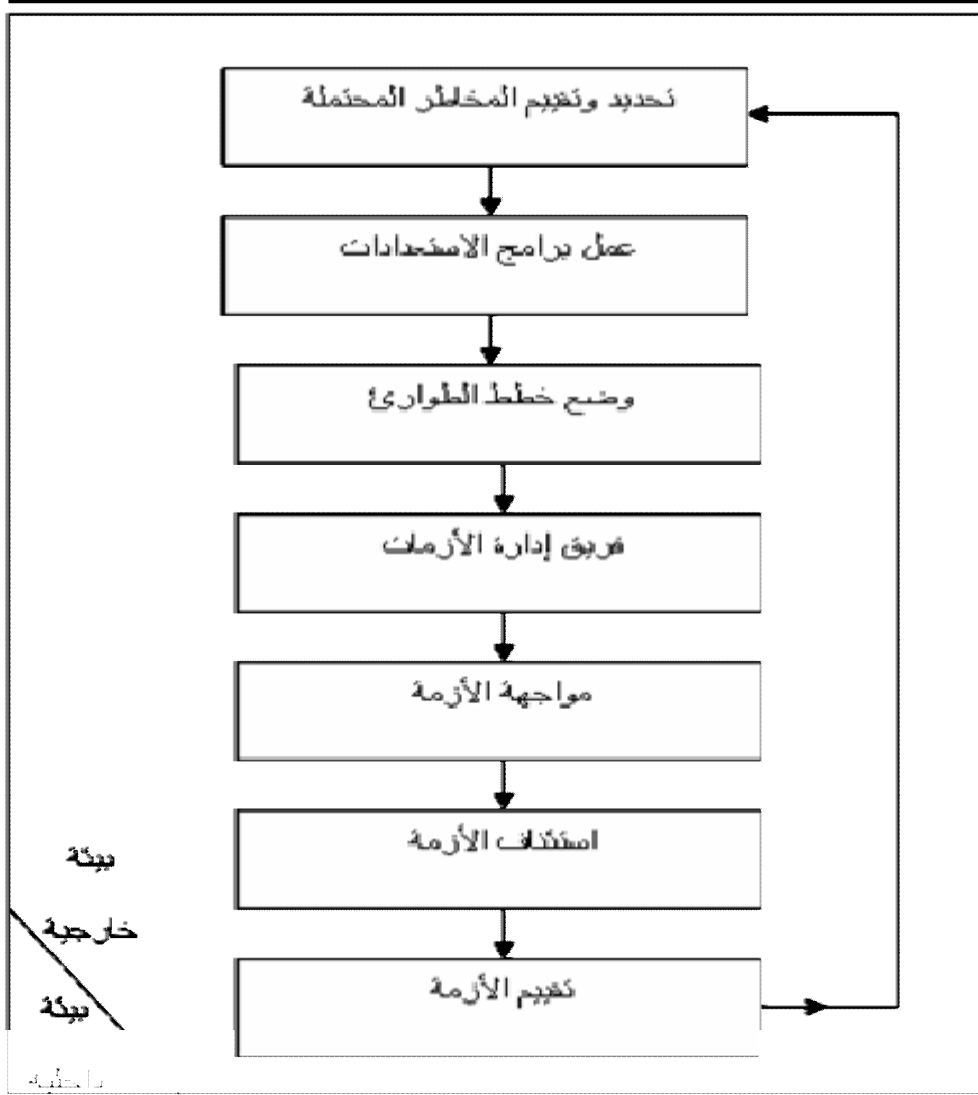 تحديد وتقييم المخاطر المحتملة
عمل برامج الاستعدادات
وضع خطط الطوارئ
فريق إدارة الأزمات
مواجهة الأزمة
استئناف الأزمة
تقييم الأزمة
بيئة
خارجية
بيئة
داخلية